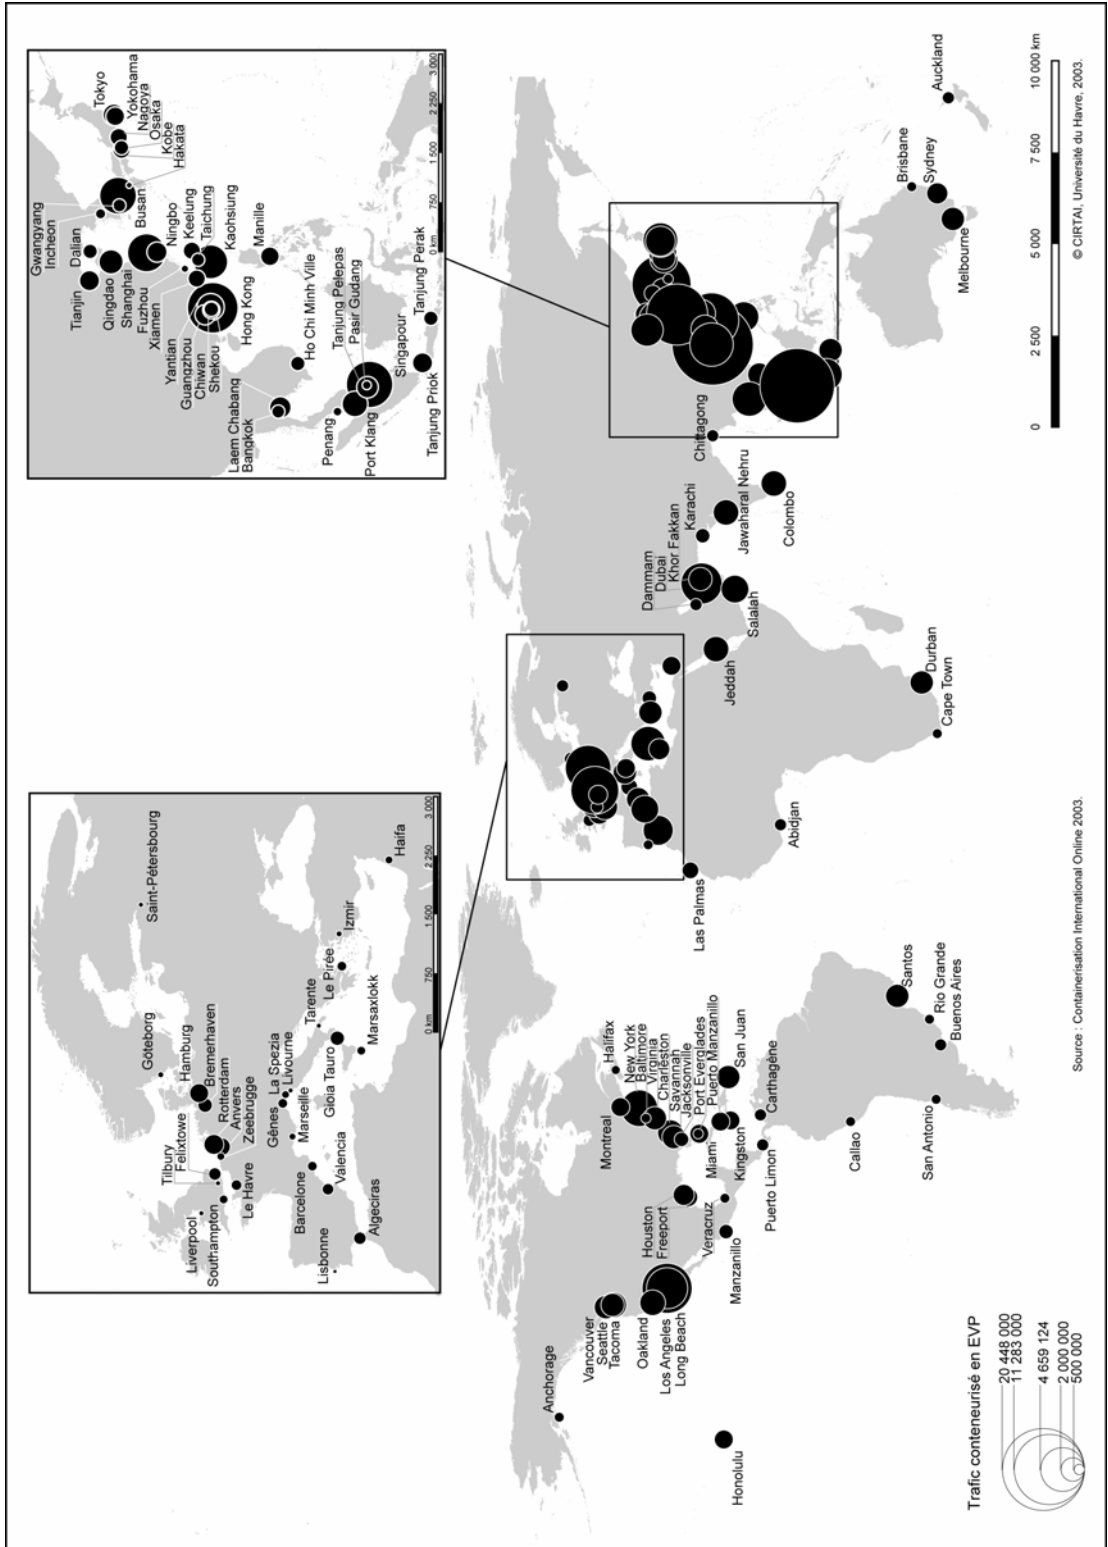 Saint-Pétersbourg
Göteborg
Hamburg
Bremerhaven
Rotterdam
Anvers
Zeebrugge
Tilbury
Felixtowe
Liverpool
Southampton
Le Havre
Gênes
La Spezia
Livourne
Marseille
Barcelone
Valencia
Lisbonne
Algeciras
Gioia Tauro
Tarente
Le Pirée
Izmir
Marsaxlokk
Haifa
0 km
750
1 500
2 250
3 000
Gwangyang
Incheon
Dalian
Tianjin
Qingdao
Shanghai
Fuzhou
Xiamen
Busan
Ningbo
Keelung
Taichung
Kaohsiung
Tokyo
Yokohama
Nagoya
Osaka
Kobe
Hakata
Yantian
Guangzhou
Chiwan
Shekou
Hong Kong
Manille
Ho Chi Minh Ville
Laem Chabang
Bangkok
Penang
Port Klang
Tanjung Pelepas
Pasir Gudang
Singapour
Tanjung Priok
Tanjung Perak
0 km
750
1 500
2 250
3 000
Anchorage
Honolulu
Vancouver
Seattle
Tacoma
Oakland
Los Angeles
Long Beach
Manzanillo
Houston
Freeport
Veracruz
Montreal
Halifax
New York
Baltimore
Virginia
Charleston
Savannah
Jacksonville
Port Everglades
Puerto Manzanillo
Miami
Kingston
San Juan
Puerto Limon
Carthagène
Callao
San Antonio
Santos
Rio Grande
Buenos Aires
Las Palmas
Abidjan
Cape Town
Durban
Jeddah
Salalah
Dammam
Dubai
Khor Fakkan
Karachi
Jawaharal Nehru
Colombo
Chittagong
Brisbane
Sydney
Melbourne
Auckland
Trafic conteneurisé en EVP
20 448 000
11 283 000
4 659 124
2 000 000
500 000
Source : Containerisation International Online 2003.
0
2 500
5 000
7 500
10 000 km
© CIRTAI, Université du Havre, 2003.